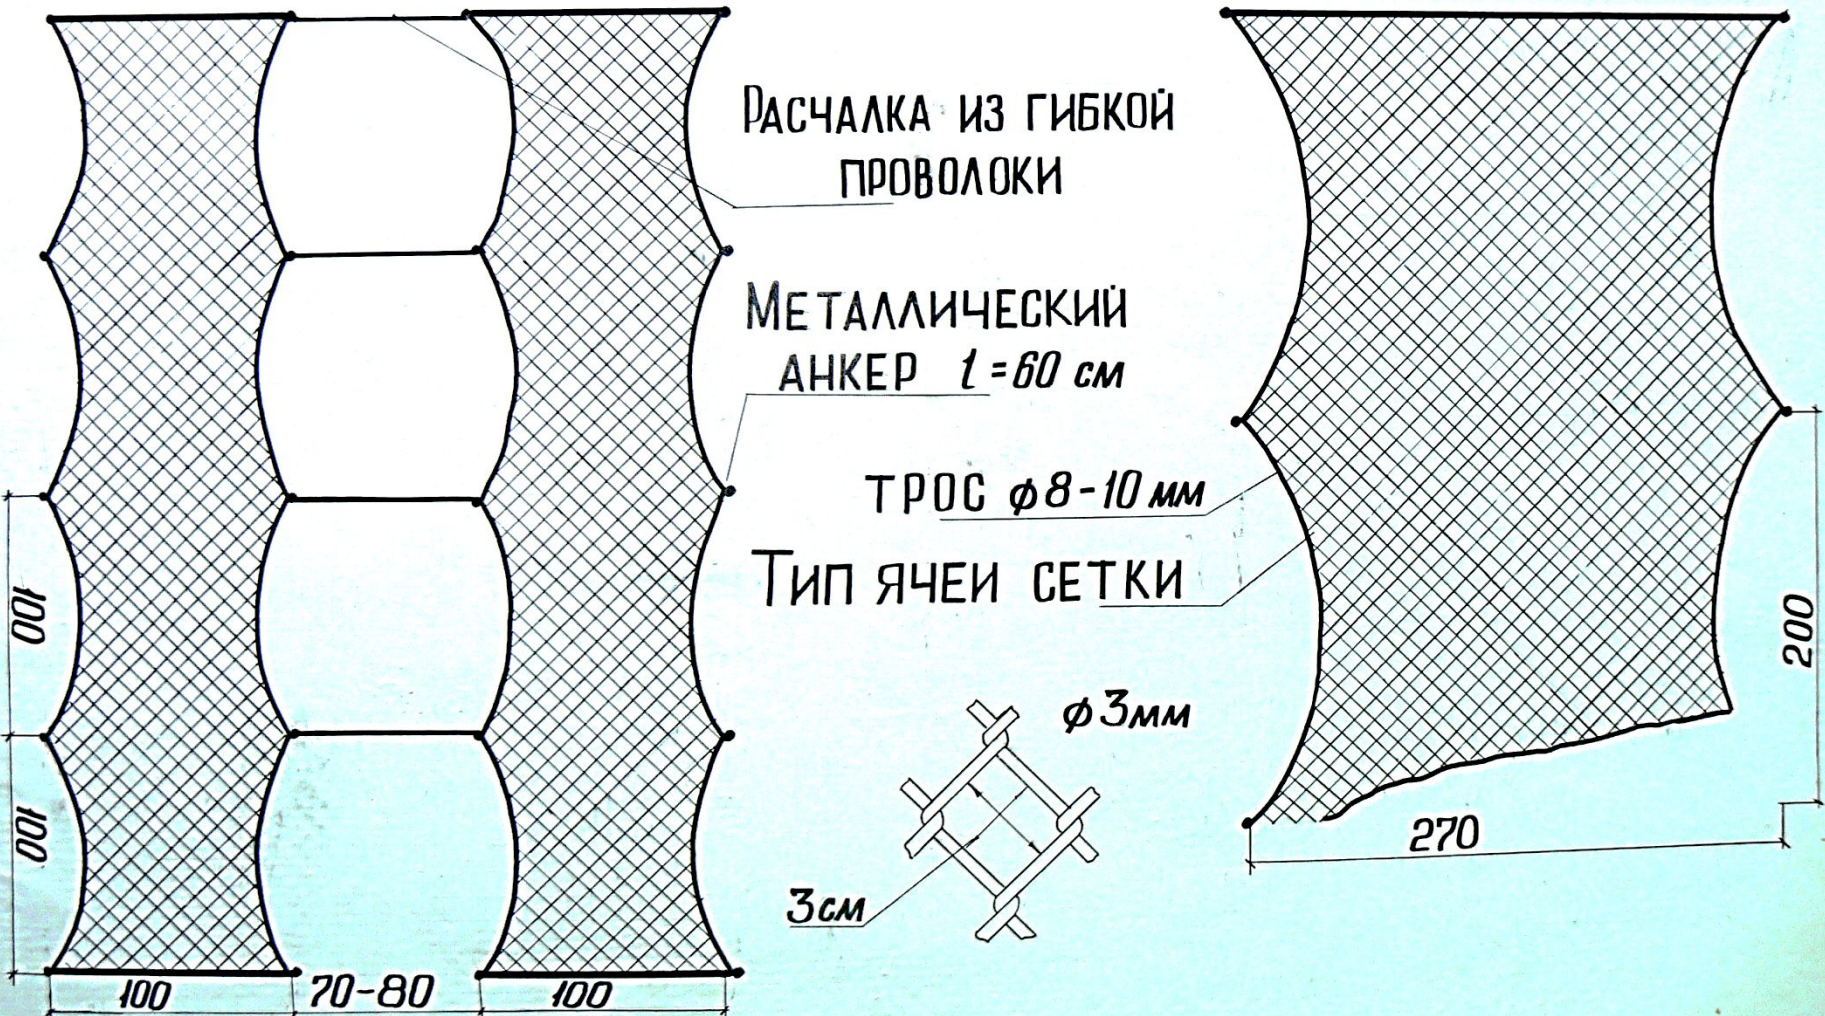 Расчалка из гибкой
проволоки
Металлический
анкер l=60 см
трос ф8-10 мм
Тип ячеи сетки
ф3мм
3см
100
100
100
70-80
100
200
270